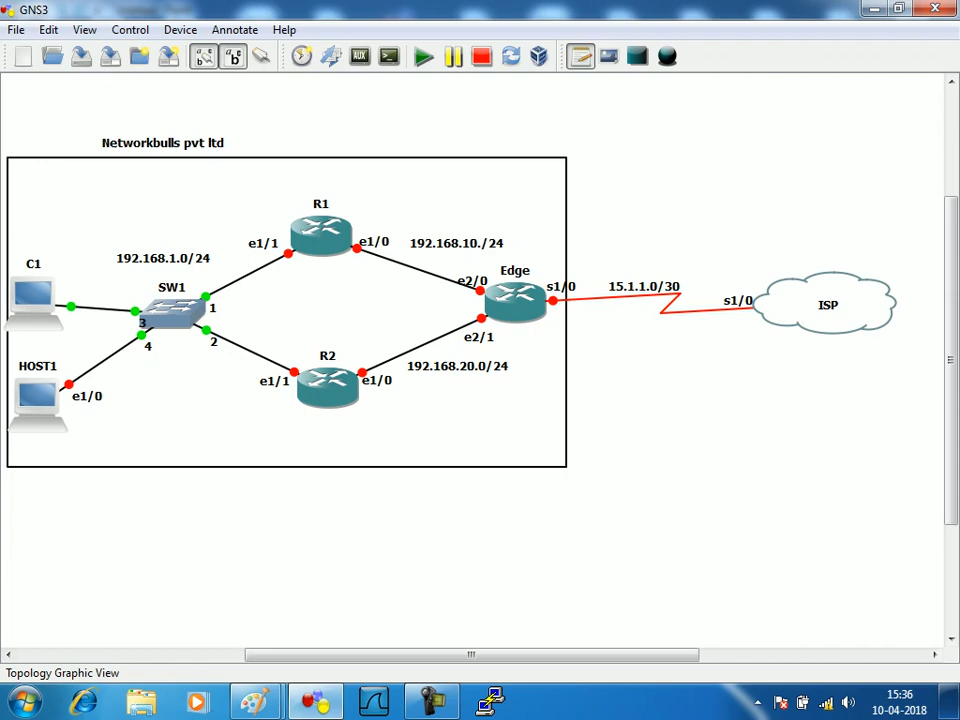 GNS3
File Edit View Control Device Annotate Help
Networkbulls pvt ltd
R1
e1/1 e1/0 192.168.10./24
192.168.1.0/24
C1
SW1
Edge
e2/0 s1/0 15.1.1.0/30
s1/0 ISP
1
3
4 2
e2/1
R2
HOST1
192.168.20.0/24
e1/1 e1/0
e1/0
Topology Graphic View
15:36
10-04-2018